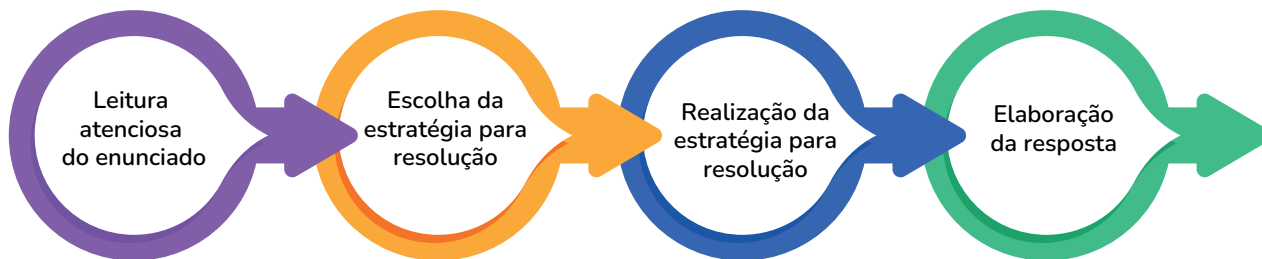 Leitura
atenciosa
do enunciado
Escolha da
estratégia para
resolução
Realização da
estratégia para
resolução
Elaboração
da resposta